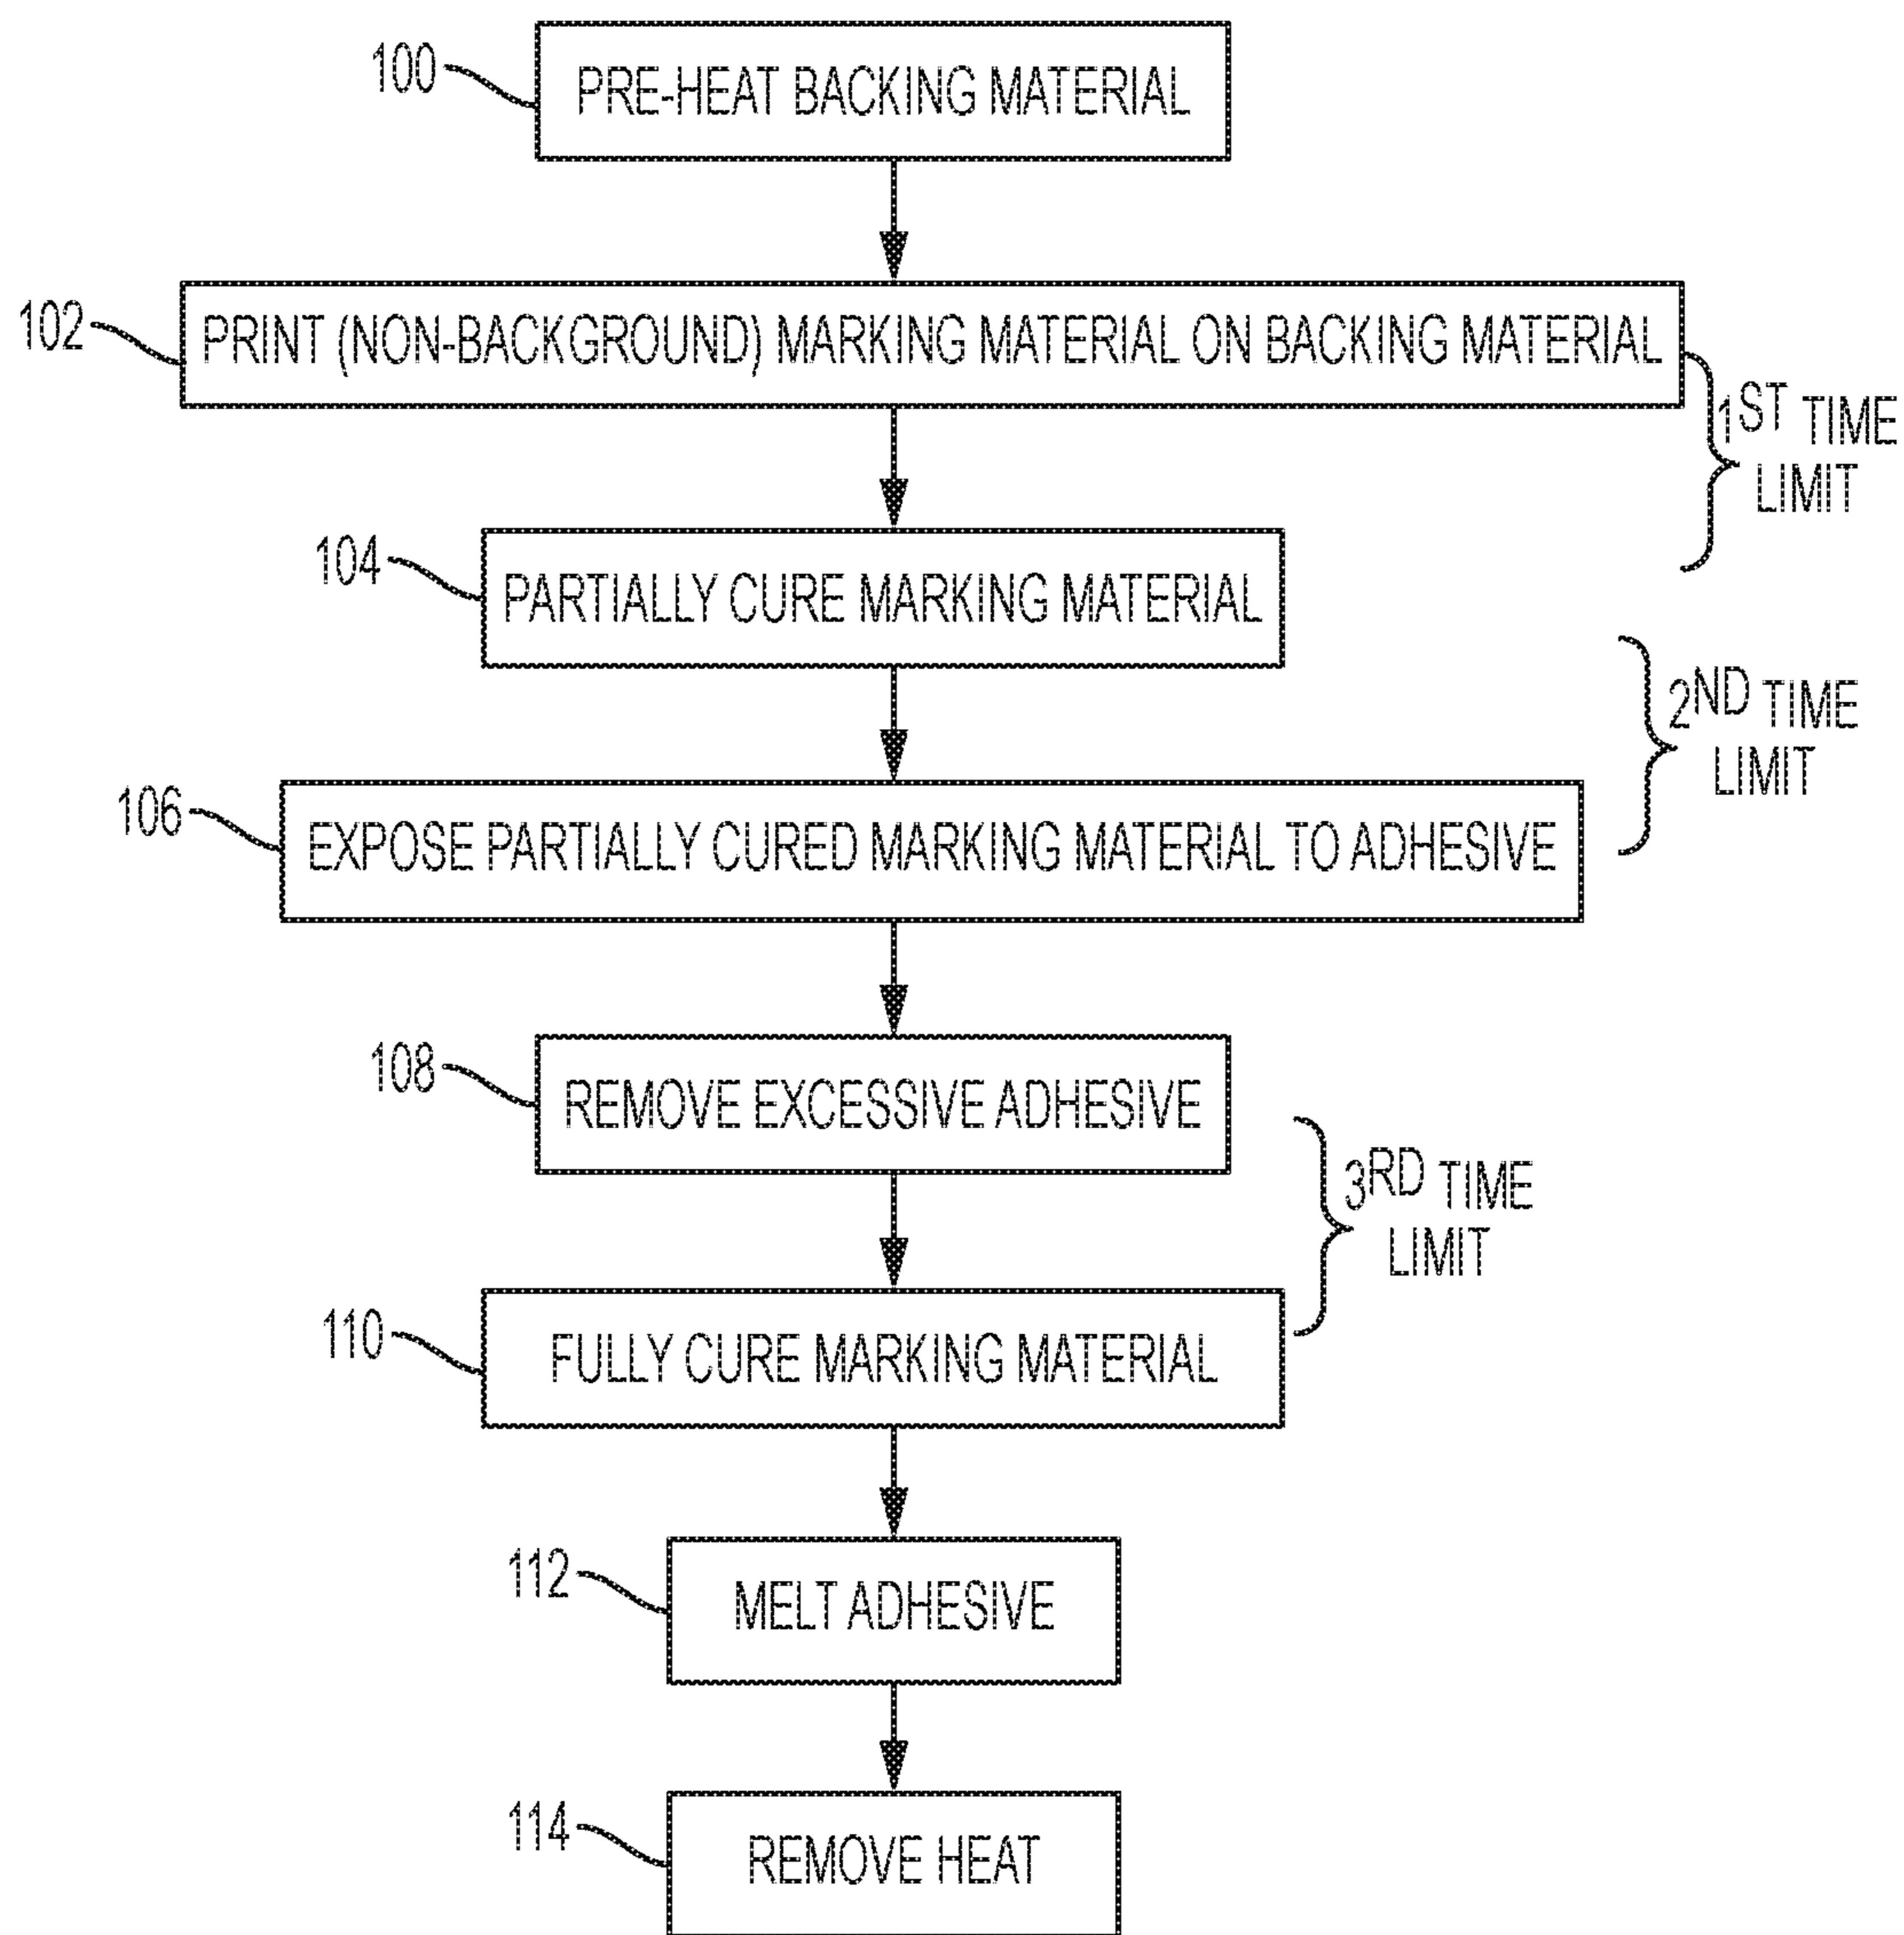 100
PRE-HEAT BACKING MATERIAL
102
PRINT (NON-BACKGROUND) MARKING MATERIAL ON BACKING MATERIAL
1ST TIME
LIMIT
104
PARTIALLY CURE MARKING MATERIAL
2ND TIME
LIMIT
106
EXPOSE PARTIALLY CURED MARKING MATERIAL TO ADHESIVE
108
REMOVE EXCESSIVE ADHESIVE
3RD TIME
LIMIT
110
FULLY CURE MARKING MATERIAL
112
MELT ADHESIVE
114
REMOVE HEAT